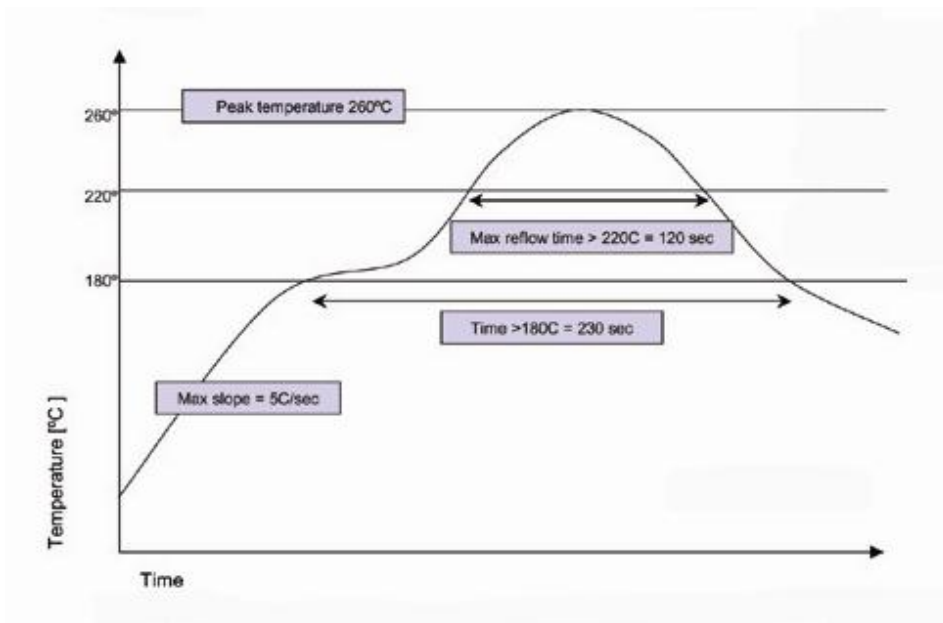 Peak temperature 260ºC
260º
220º
Max reflow time > 220C = 120 sec
180º
Time >180C = 230 sec
Max slope = 5C/sec
Temperature [ºC ]
Time